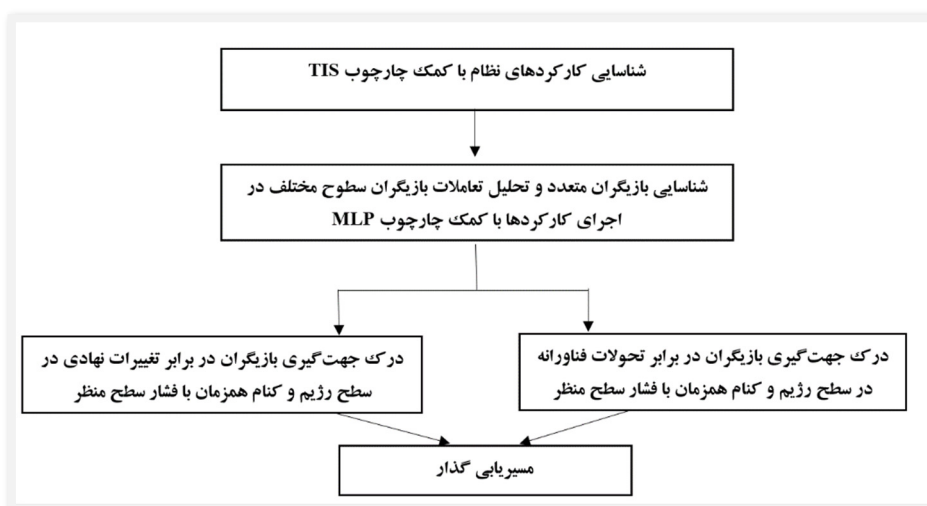 شناسایی کارکردهای نظام با کمک چارچوب TIS
شناسایی بازیگران متعدد و تحلیل تعاملات بازیگران سطوح مختلف در
اجرای کارکردها با کمک چارچوب MLP
درک جهت‌گیری بازیگران در برابر تحولات فناورانه
در سطح رژیم و کنام همزمان با فشار سطح منظر
درک جهت‌گیری بازیگران در برابر تغییرات نهادی در
سطح رژیم و کنام همزمان با فشار سطح منظر
مسیریابی گذار